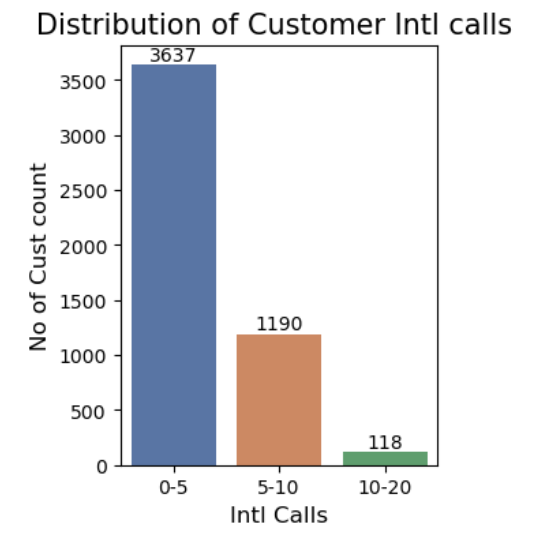 Distribution of Customer Intl calls
3637
3500
3000
2500
2000
1500
1190
1000
500
118
0
No of Cust count
0-5 5-10 10-20
Intl Calls